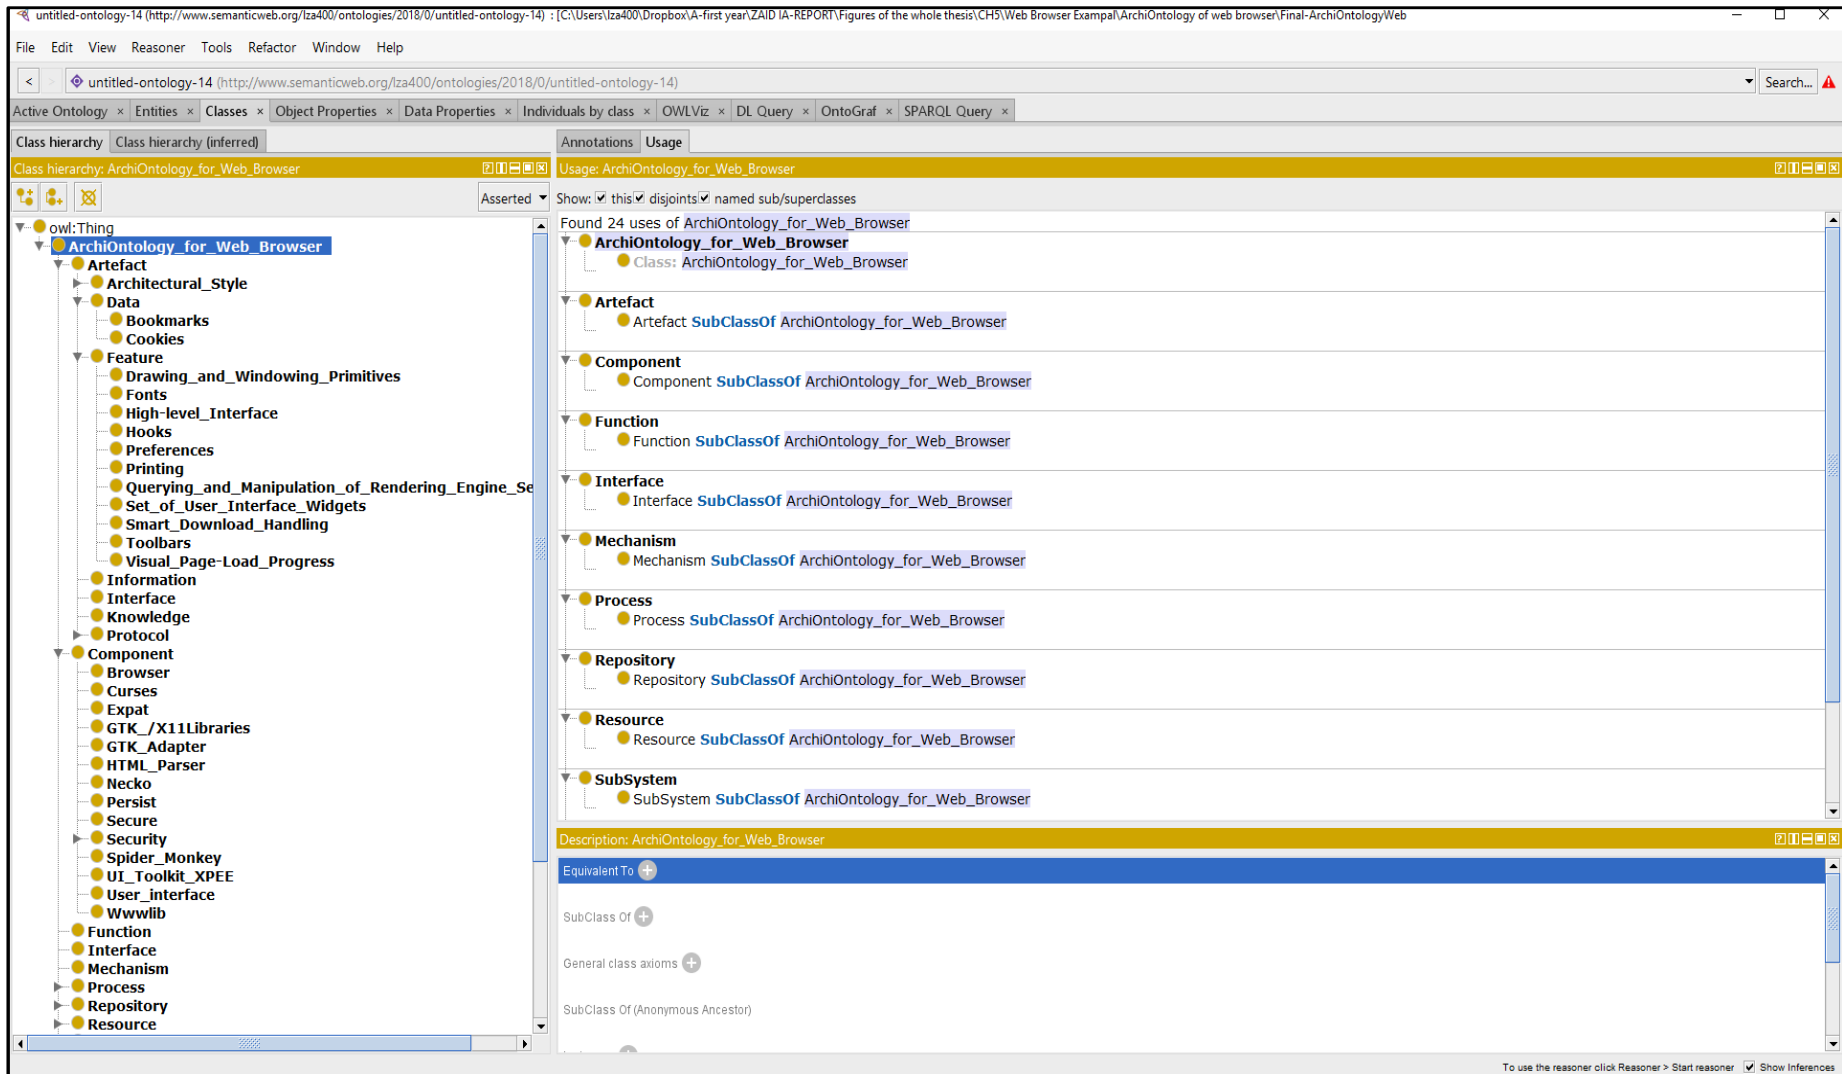 untitled-ontology-14 (http://www.semanticweb.org/lza400/ontologies/2018/0/untitled-ontology-14) : [C:\Users\lza400\Dropbox\A-first year\ZAID IA-REPORT\Figures of the whole thesis\CH5\Web Browser Exampal\ArchiOntology of web browser\Final-ArchiOntologyWeb
File Edit View Reasoner Tools Refactor Window Help
< > untitled-ontology-14 (http://www.semanticweb.org/lza400/ontologies/2018/0/untitled-ontology-14) Search...
Active Ontology × Entities × Classes × Object Properties × Data Properties × Individuals by class × OWLViz × DL Query × OntoGraf × SPARQL Query ×
Class hierarchy Class hierarchy (inferred)
Class hierarchy: ArchiOntology_for_Web_Browser
Asserted
owl:Thing
ArchiOntology_for_Web_Browser
Artefact
Architectural_Style
Data
Bookmarks
Cookies
Feature
Drawing_and_Windowing_Primitives
Fonts
High-level_Interface
Hooks
Preferences
Printing
Querying_and_Manipulation_of_Rendering_Engine_Se
Set_of_User_Interface_Widgets
Smart_Download_Handling
Toolbars
Visual_Page-Load_Progress
Information
Interface
Knowledge
Protocol
Component
Browser
Curses
Expat
GTK_/X11Libraries
GTK_Adapter
HTML_Parser
Necko
Persist
Secure
Security
Spider_Monkey
UI_Toolkit_XPEE
User_interface
Wwwlib
Function
Interface
Mechanism
Process
Repository
Resource
Annotations Usage
Usage: ArchiOntology_for_Web_Browser
Show: this disjoints named sub/superclasses
Found 24 uses of ArchiOntology_for_Web_Browser
ArchiOntology_for_Web_Browser
Class: ArchiOntology_for_Web_Browser
Artefact
Artefact SubClassOf ArchiOntology_for_Web_Browser
Component
Component SubClassOf ArchiOntology_for_Web_Browser
Function
Function SubClassOf ArchiOntology_for_Web_Browser
Interface
Interface SubClassOf ArchiOntology_for_Web_Browser
Mechanism
Mechanism SubClassOf ArchiOntology_for_Web_Browser
Process
Process SubClassOf ArchiOntology_for_Web_Browser
Repository
Repository SubClassOf ArchiOntology_for_Web_Browser
Resource
Resource SubClassOf ArchiOntology_for_Web_Browser
SubSystem
SubSystem SubClassOf ArchiOntology_for_Web_Browser
Description: ArchiOntology_for_Web_Browser
Equivalent To
SubClass Of
General class axioms
SubClass Of (Anonymous Ancestor)
To use the reasoner click Reasoner > Start reasoner Show Inferences